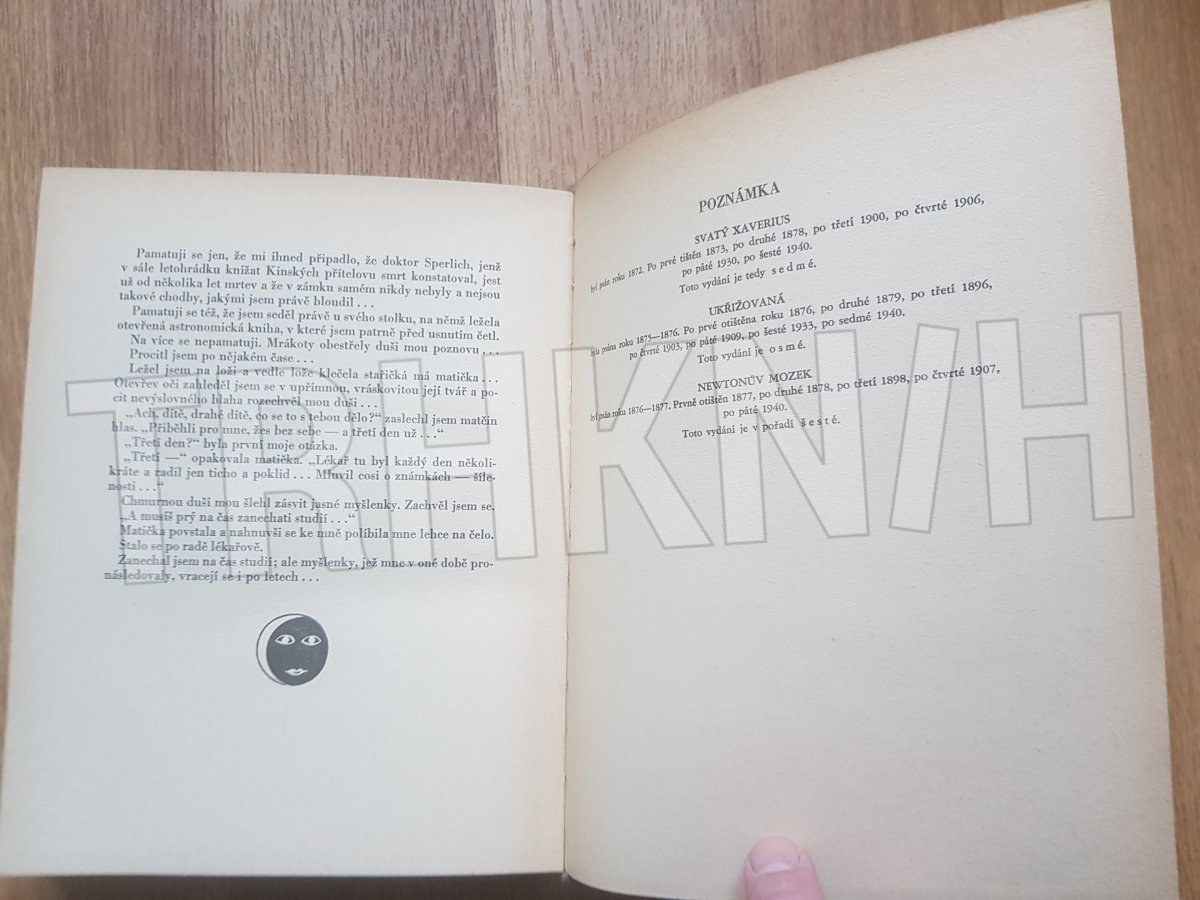 Pamatuji se jen, že mi ihned připadlo, že doktor Sperlich, jenž
v sále letohrádku knížat Kinských přítelovu smrt konstatoval, jest
už od několika let mrtev a že v zámku samém nikdy nebyly a nejsou
takové chodby, jakými jsem právě bloudil . . .
Pamatuji se též, že jsem seděl právě u svého stolku, na němž ležela
otevřená astronomická kniha, v které jsem patrně před usnutím četl.
Na více se nepamatuji. Mrákoty obestřely duši mou poznovu . . .
Procitl jsem po nějakém čase . . .
Ležel jsem na loži a vedle lože klečela stařičká má matička . . .
Otevřev oči zahleděl jsem se v upřímnou, vráskovitou její tvář a po-
cit nevýslovného blaha rozechvěl mou duši . . .
„Ach, dítě, drahé dítě, co se to s tebou dělo?“ zaslechl jsem matčin
hlas. „Přiběhli pro mne, žes bez sebe — a třetí den už . . .“
„Třetí den?“ byla první moje otázka.
„Třetí —“ opakovala matička. „Lékař tu byl každý den několi-
kráte a radil jen ticho a poklid . . . Mluvil cosi o známkách — šíle-
nosti . . .“
Chmurnou duší mou šlehl zásvit jasné myšlenky. Zachvěl jsem se.
„A musíš prý na čas zanechati studií . . .“
Matička povstala a nahnuvši se ke mně políbila mne lehce na čelo.
Stalo se po radě lékařově.
Zanechal jsem na čas studií; ale myšlenky, jež mne v oné době pro-
následovaly, vracejí se i po letech . . .
POZNÁMKA
SVATÝ XAVERIUS
byl psán roku 1872. Po prvé tištěn 1873, po druhé 1878, po třetí 1900, po čtvrté 1906,
po páté 1930, po šesté 1940.
Toto vydání je tedy s e d m é.
UKŘIŽOVANÁ
byla psána roku 1875—1876. Po prvé otištěna roku 1876, po druhé 1879, po třetí 1896,
po čtvrté 1903, po páté 1909, po šesté 1933, po sedmé 1940.
Toto vydání je o s m é.
NEWTONŮV MOZEK
byl psán roku 1876—1877. Prvně otištěn 1877, po druhé 1878, po třetí 1898, po čtvrté 1907,
po páté 1940.
Toto vydání je v pořadí š e s t é.
TRHKN/H